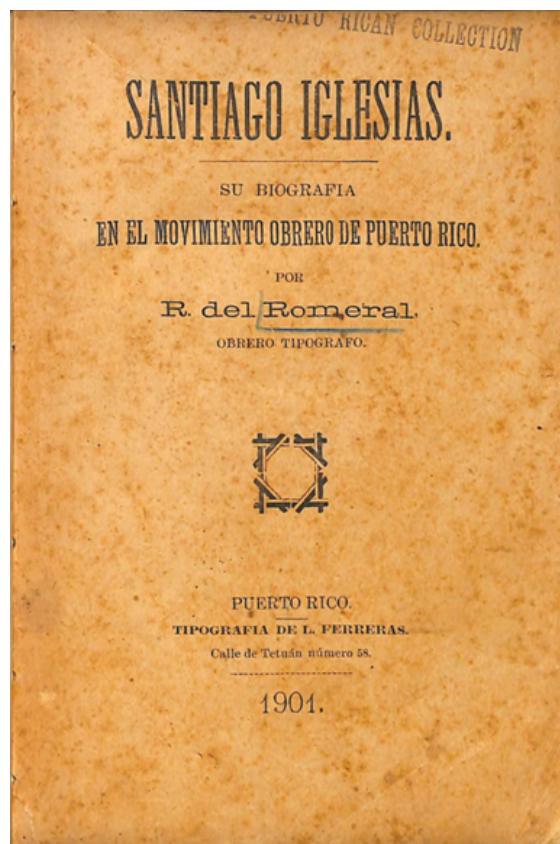 PUERTO RICAN COLLECTION
SANTIAGO IGLESIAS.
SU BIOGRAFIA
EN EL MOVIMIENTO OBRERO DE PUERTO RICO.
POR
R. del Romeral.
OBRERO TIPOGRAFO.
PUERTO RICO.
TIPOGRAFIA DE L. FERRERAS.
Calle de Tetuán número 58.
1901.